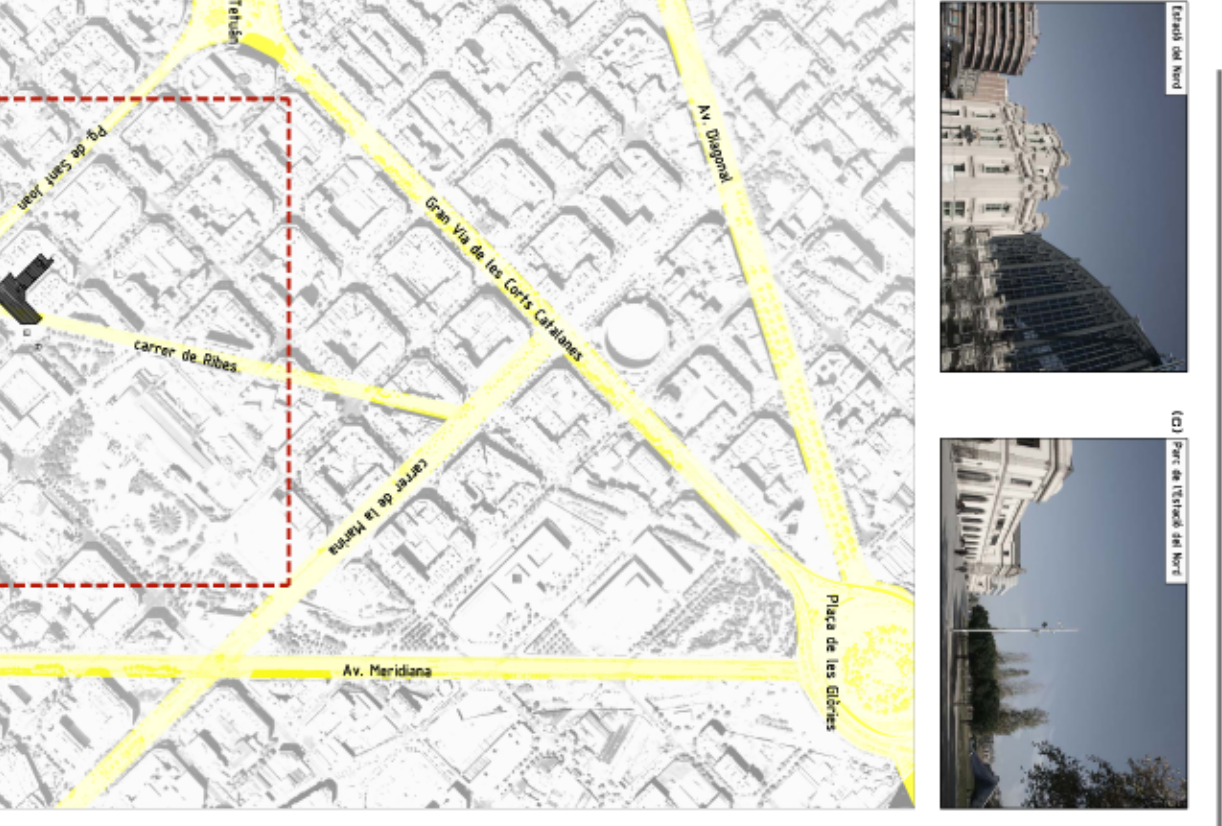 Tetuán
Av. Diagonal
Pg. de Sant Joan
Gran Via de les Corts Catalanes
carrer de Ribes
carrer de la Marina
Av. Meridiana
Plaça de les Glòries
Estació del Nord
(C) Parc de l'Estació del Nord